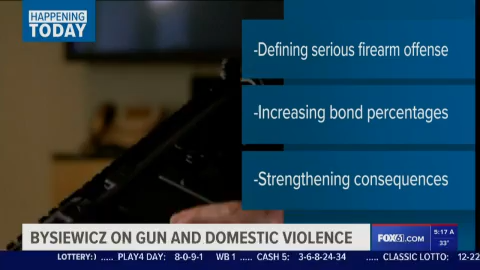 HAPPENING
TODAY
-Defining serious firearm offense
-Increasing bond percentages
-Strengthening consequences
BYSIEWICZ ON GUN AND DOMESTIC VIOLENCE
FOX61.COM
5:17 A
33°
LOTTERY: PLAY4 DAY: 8-0-9-1 WB 1 CASH 5: 3-6-8-24-34 CLASSIC LOTTO: 12-22